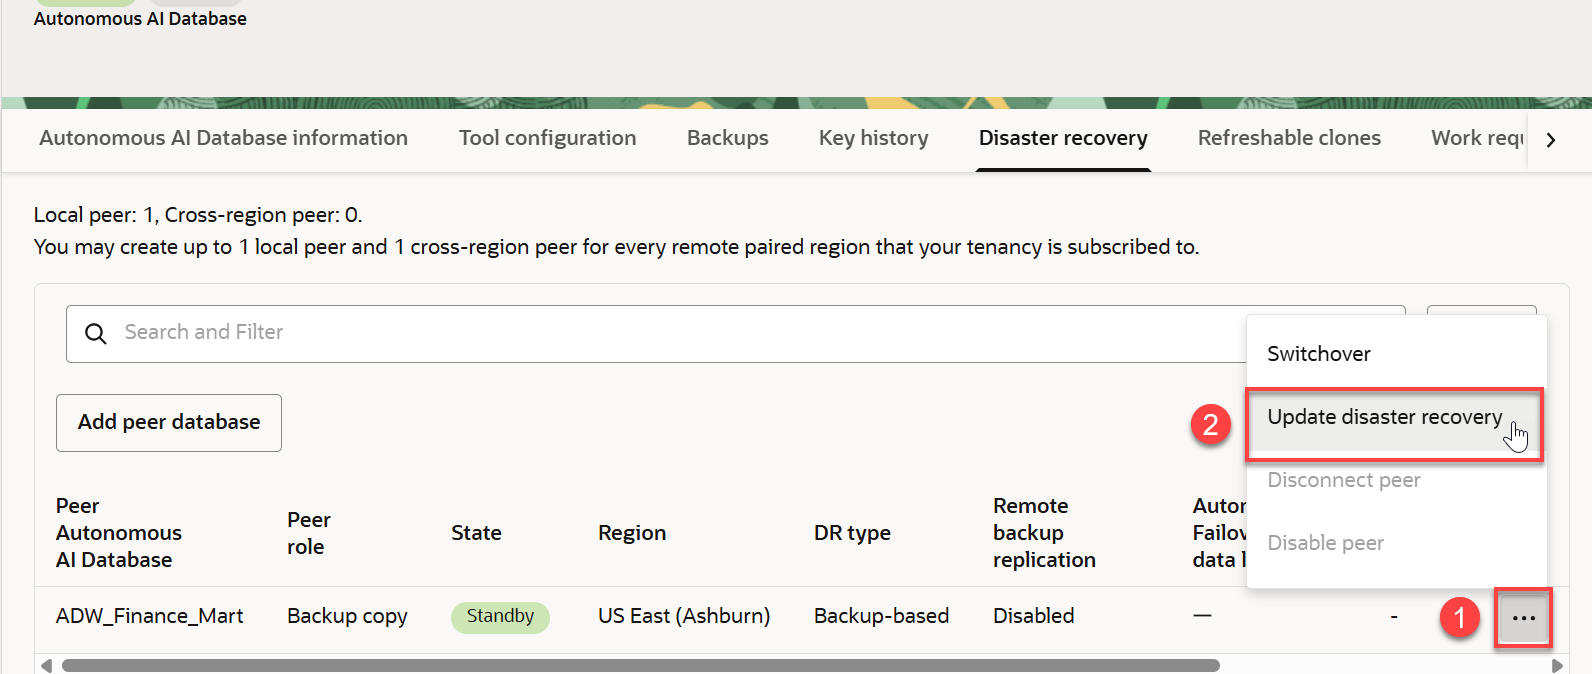 Autonomous AI Database
Autonomous AI Database information
Tool configuration
Backups
Key history
Disaster recovery
Refreshable clones
Work requ
Local peer: 1, Cross-region peer: 0.
You may create up to 1 local peer and 1 cross-region peer for every remote paired region that your tenancy is subscribed to.
Search and Filter
Switchover
2
Update disaster recovery
Disconnect peer
Disable peer
Add peer database
Peer
Autonomous
AI Database
Peer
role
State
Region
DR type
Remote
backup
replication
Failov
data l
ADW_Finance_Mart
Backup copy
Standby
US East (Ashburn)
Backup-based
Disabled
—
-
1
...